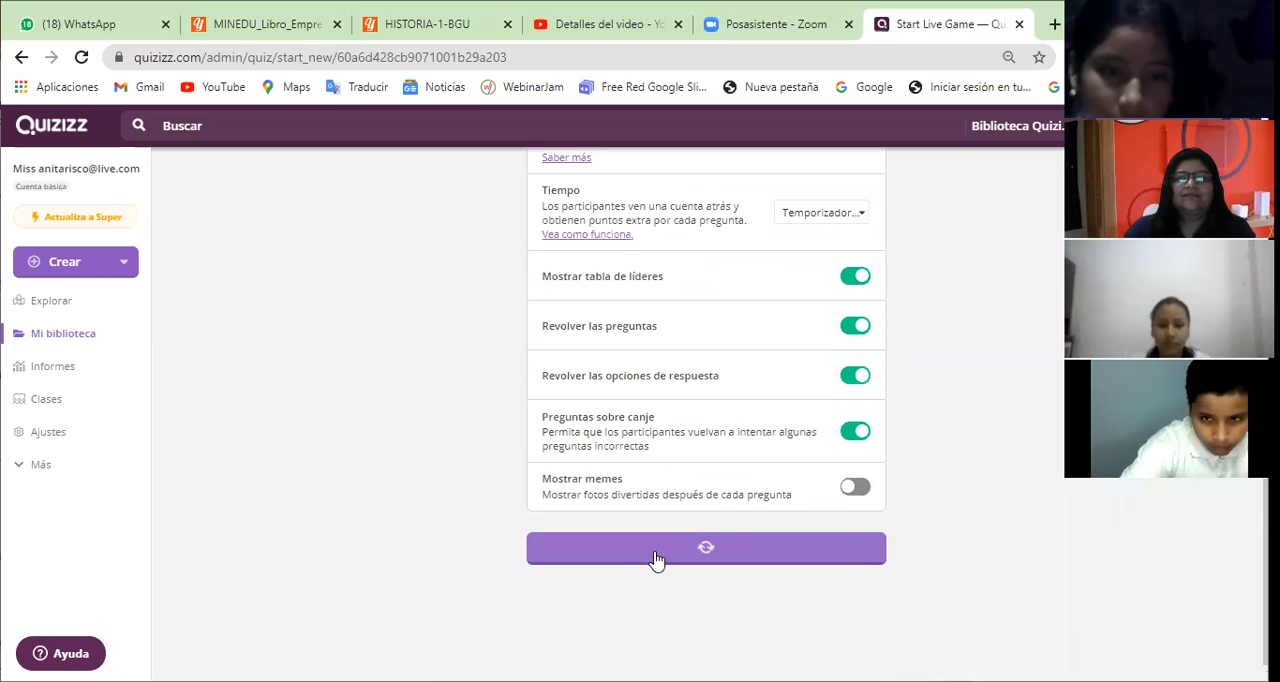 (18) WhatsApp
MINEDU_Libro_Empre
HISTORIA-1-BGU
Detalles del video - Yo
Posasistente - Zoom
Start Live Game — Qu
quizizz.com/admin/quiz/start_new/60a6d428cb9071001b29a203
Aplicaciones
Gmail
YouTube
Maps
Traducir
Noticias
WebinarJam
Free Red Google Sli...
Nueva pestaña
Google
Iniciar sesión en tu...
QUIZIZZ
Buscar
Biblioteca Quizi.
Miss anitarisco@live.com
Cuenta básica
Actualiza a Super
Crear
Explorar
Mi biblioteca
Informes
Clases
Ajustes
Más
Ayuda
Saber más
Tiempo
Los participantes ven una cuenta atrás y
obtienen puntos extra por cada pregunta.
Vea como funciona.
Temporizador...
Mostrar tabla de líderes
Revolver las preguntas
Revolver las opciones de respuesta
Preguntas sobre canje
Permita que los participantes vuelvan a intentar algunas
preguntas incorrectas
Mostrar memes
Mostrar fotos divertidas después de cada pregunta